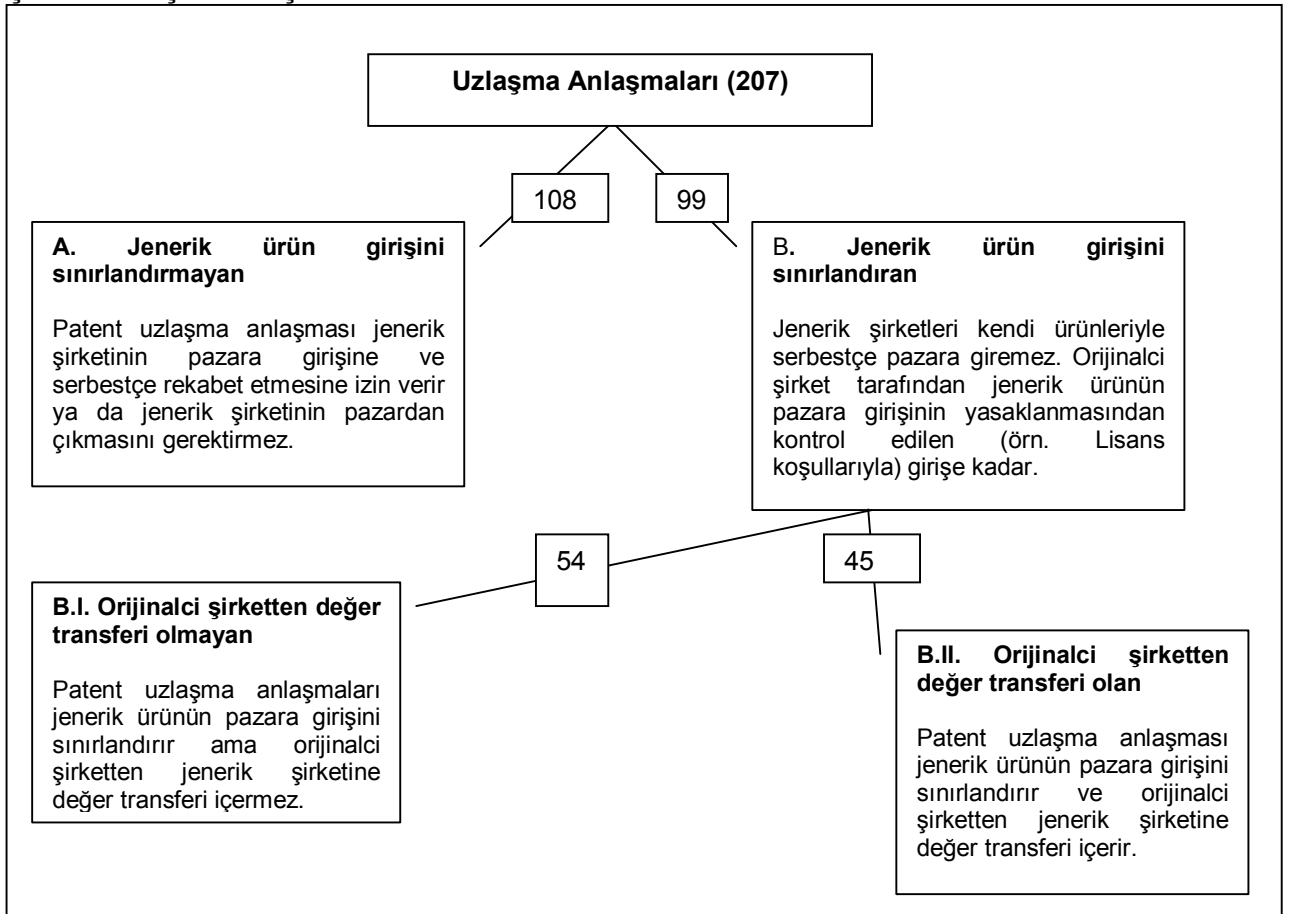 Uzlaşma Anlaşmaları (207)
108
99
A. Jenerik ürün girişini
sınırlandırmayan
Patent uzlaşma anlaşması jenerik
şirketinin pazara girişine ve
serbestçe rekabet etmesine izin verir
ya da jenerik şirketinin pazardan
çıkmasını gerektirmez.
B. Jenerik ürün girişini
sınırlandıran
Jenerik şirketleri kendi ürünleriyle
serbestçe pazara giremez. Orijinalci
şirket tarafından jenerik ürünün
pazara girişinin yasaklanmasından
kontrol edilen (örn. Lisans
koşullarıyla) girişe kadar.
54
45
B.I. Orijinalci şirketten değer
transferi olmayan
Patent uzlaşma anlaşmaları
jenerik ürünün pazara girişini
sınırlandırır ama orijinalci
şirketten jenerik şirketine
değer transferi içermez.
B.II. Orijinalci şirketten
değer transferi olan
Patent uzlaşma anlaşması
jenerik ürünün pazara girişini
sınırlandırır ve orijinalci
şirketten jenerik şirketine
değer transferi içerir.